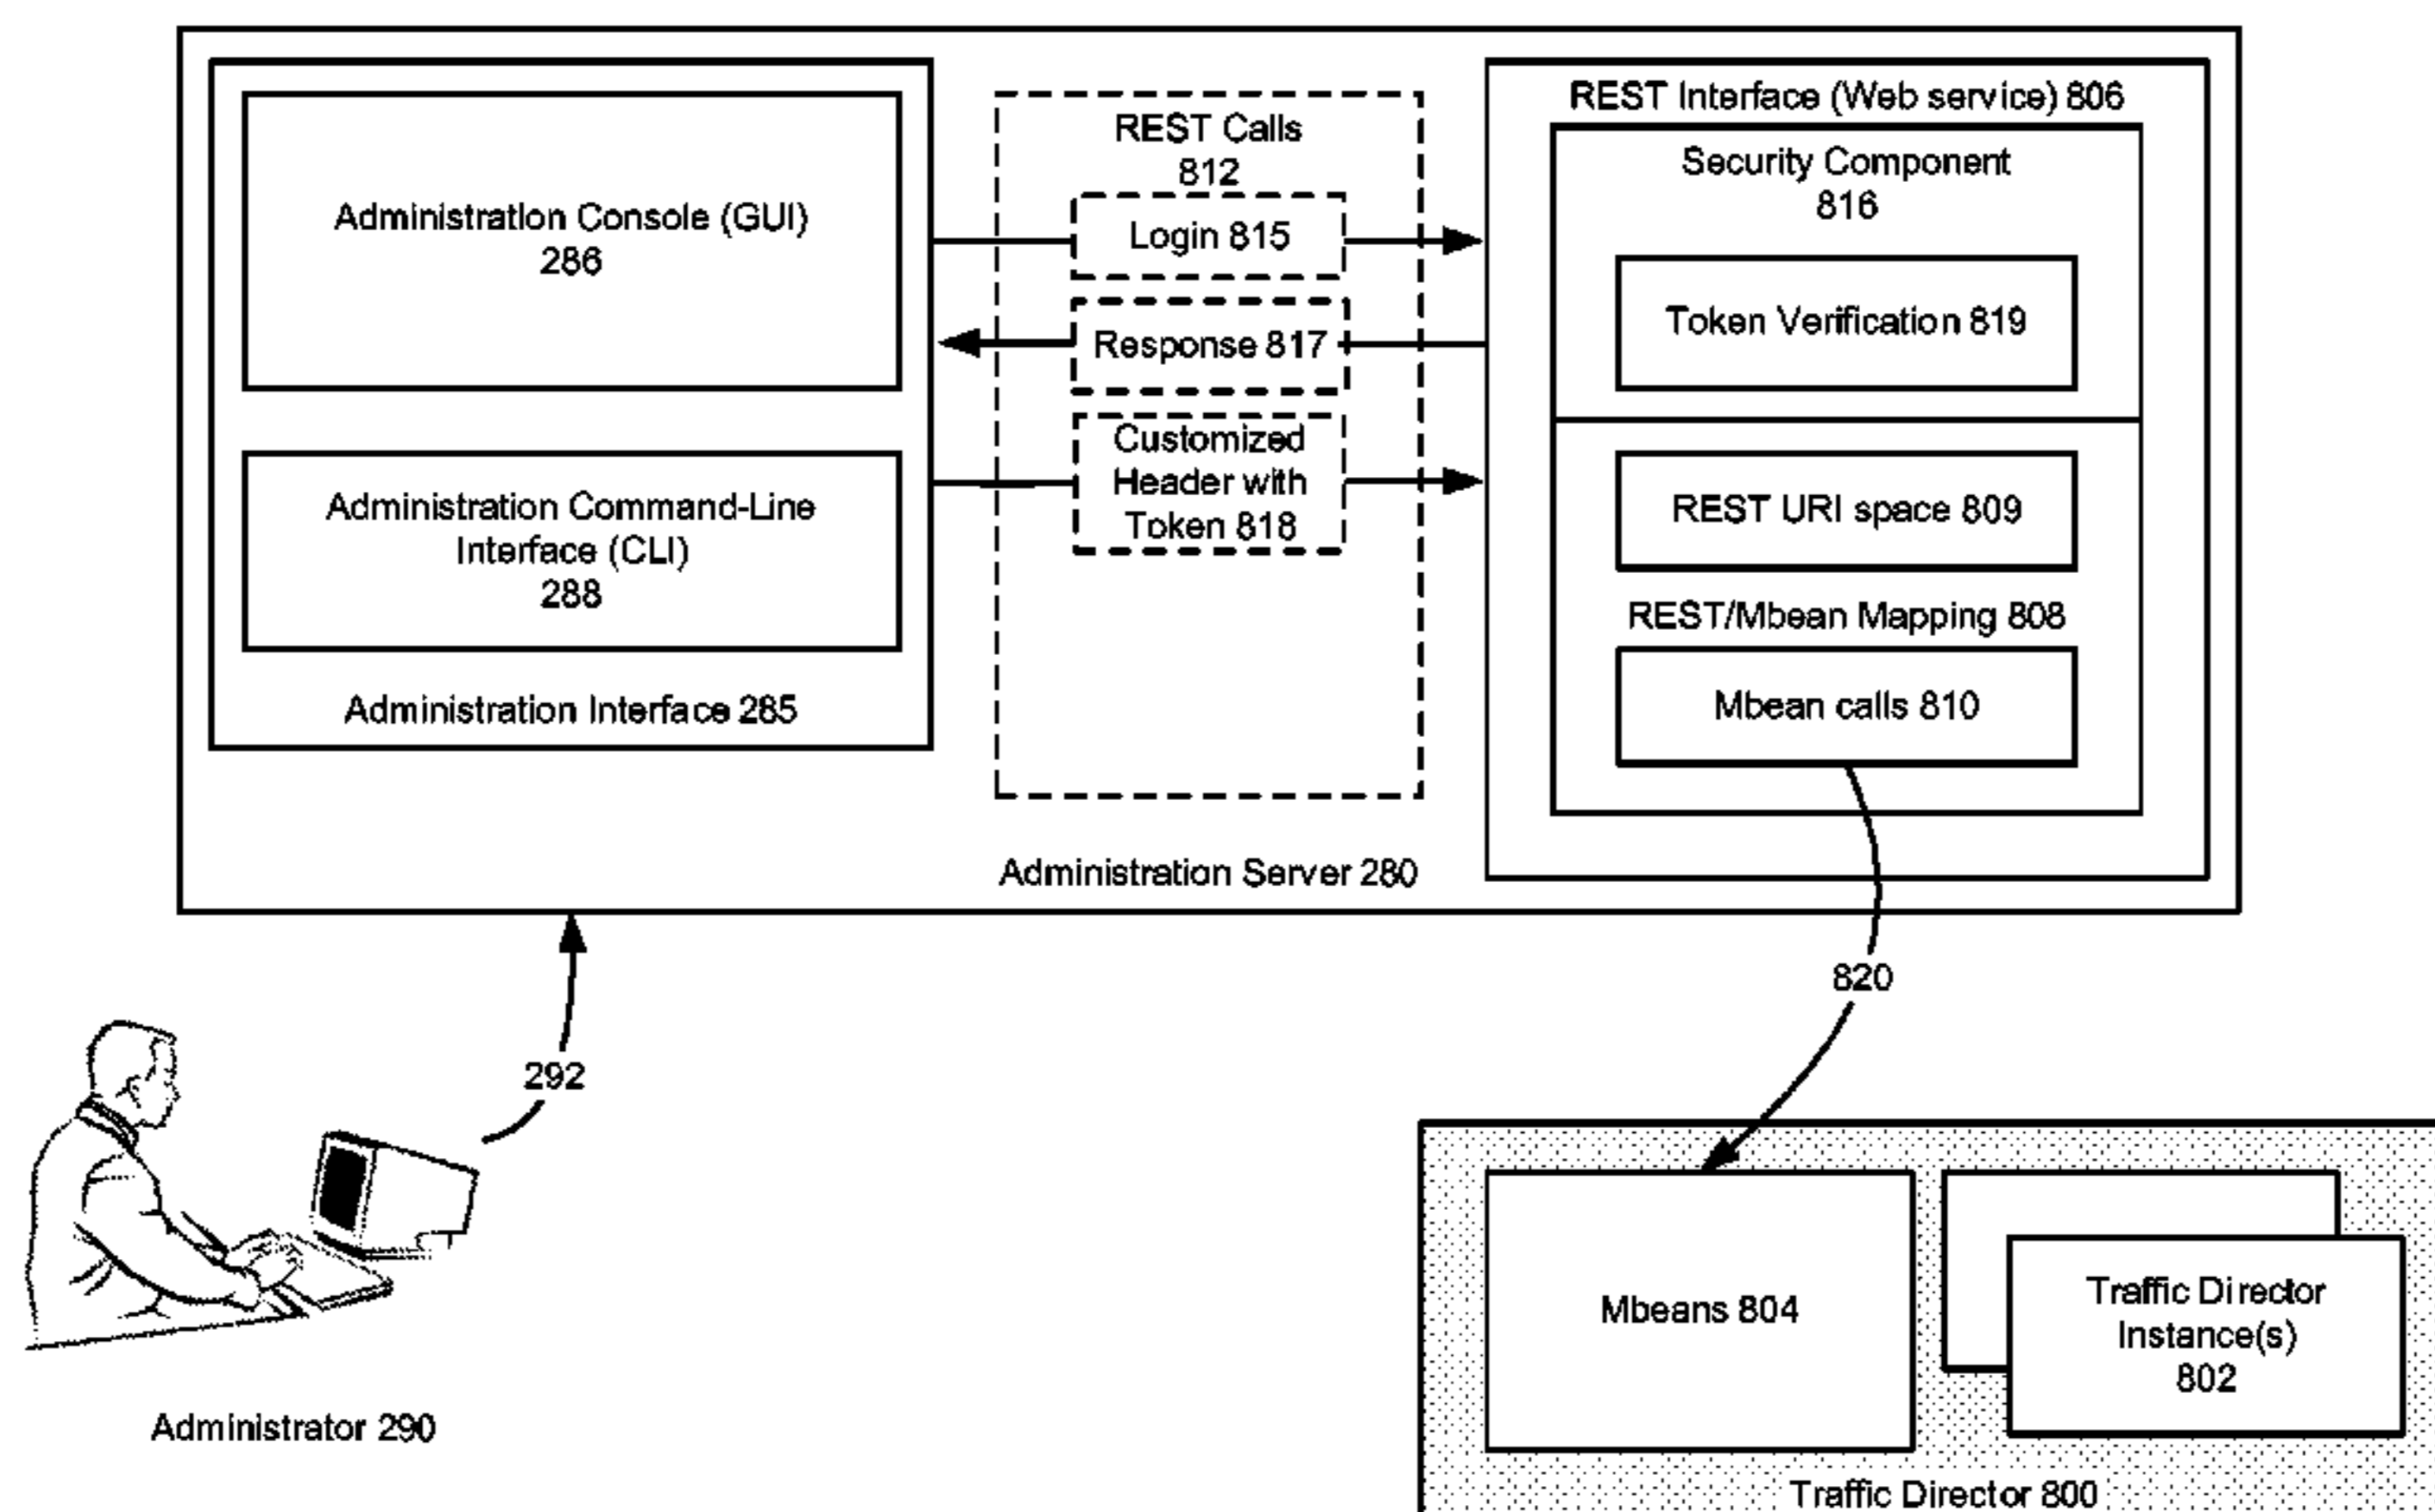 Administration Console (GUI)
286
Administration Command-Line
Interface (CLI)
288
Administration Interface 285
REST Calls
812
Login 815
Response 817
Customized
Header with
Token 818
REST Interface (Web service) 806
Security Component
816
Token Verification 819
REST URI space 809
REST/Mbean Mapping 808
Mbean calls 810
Administration Server 280
292
820
Administrator 290
Mbeans 804
Traffic Director
Instance(s)
802
Traffic Director 800